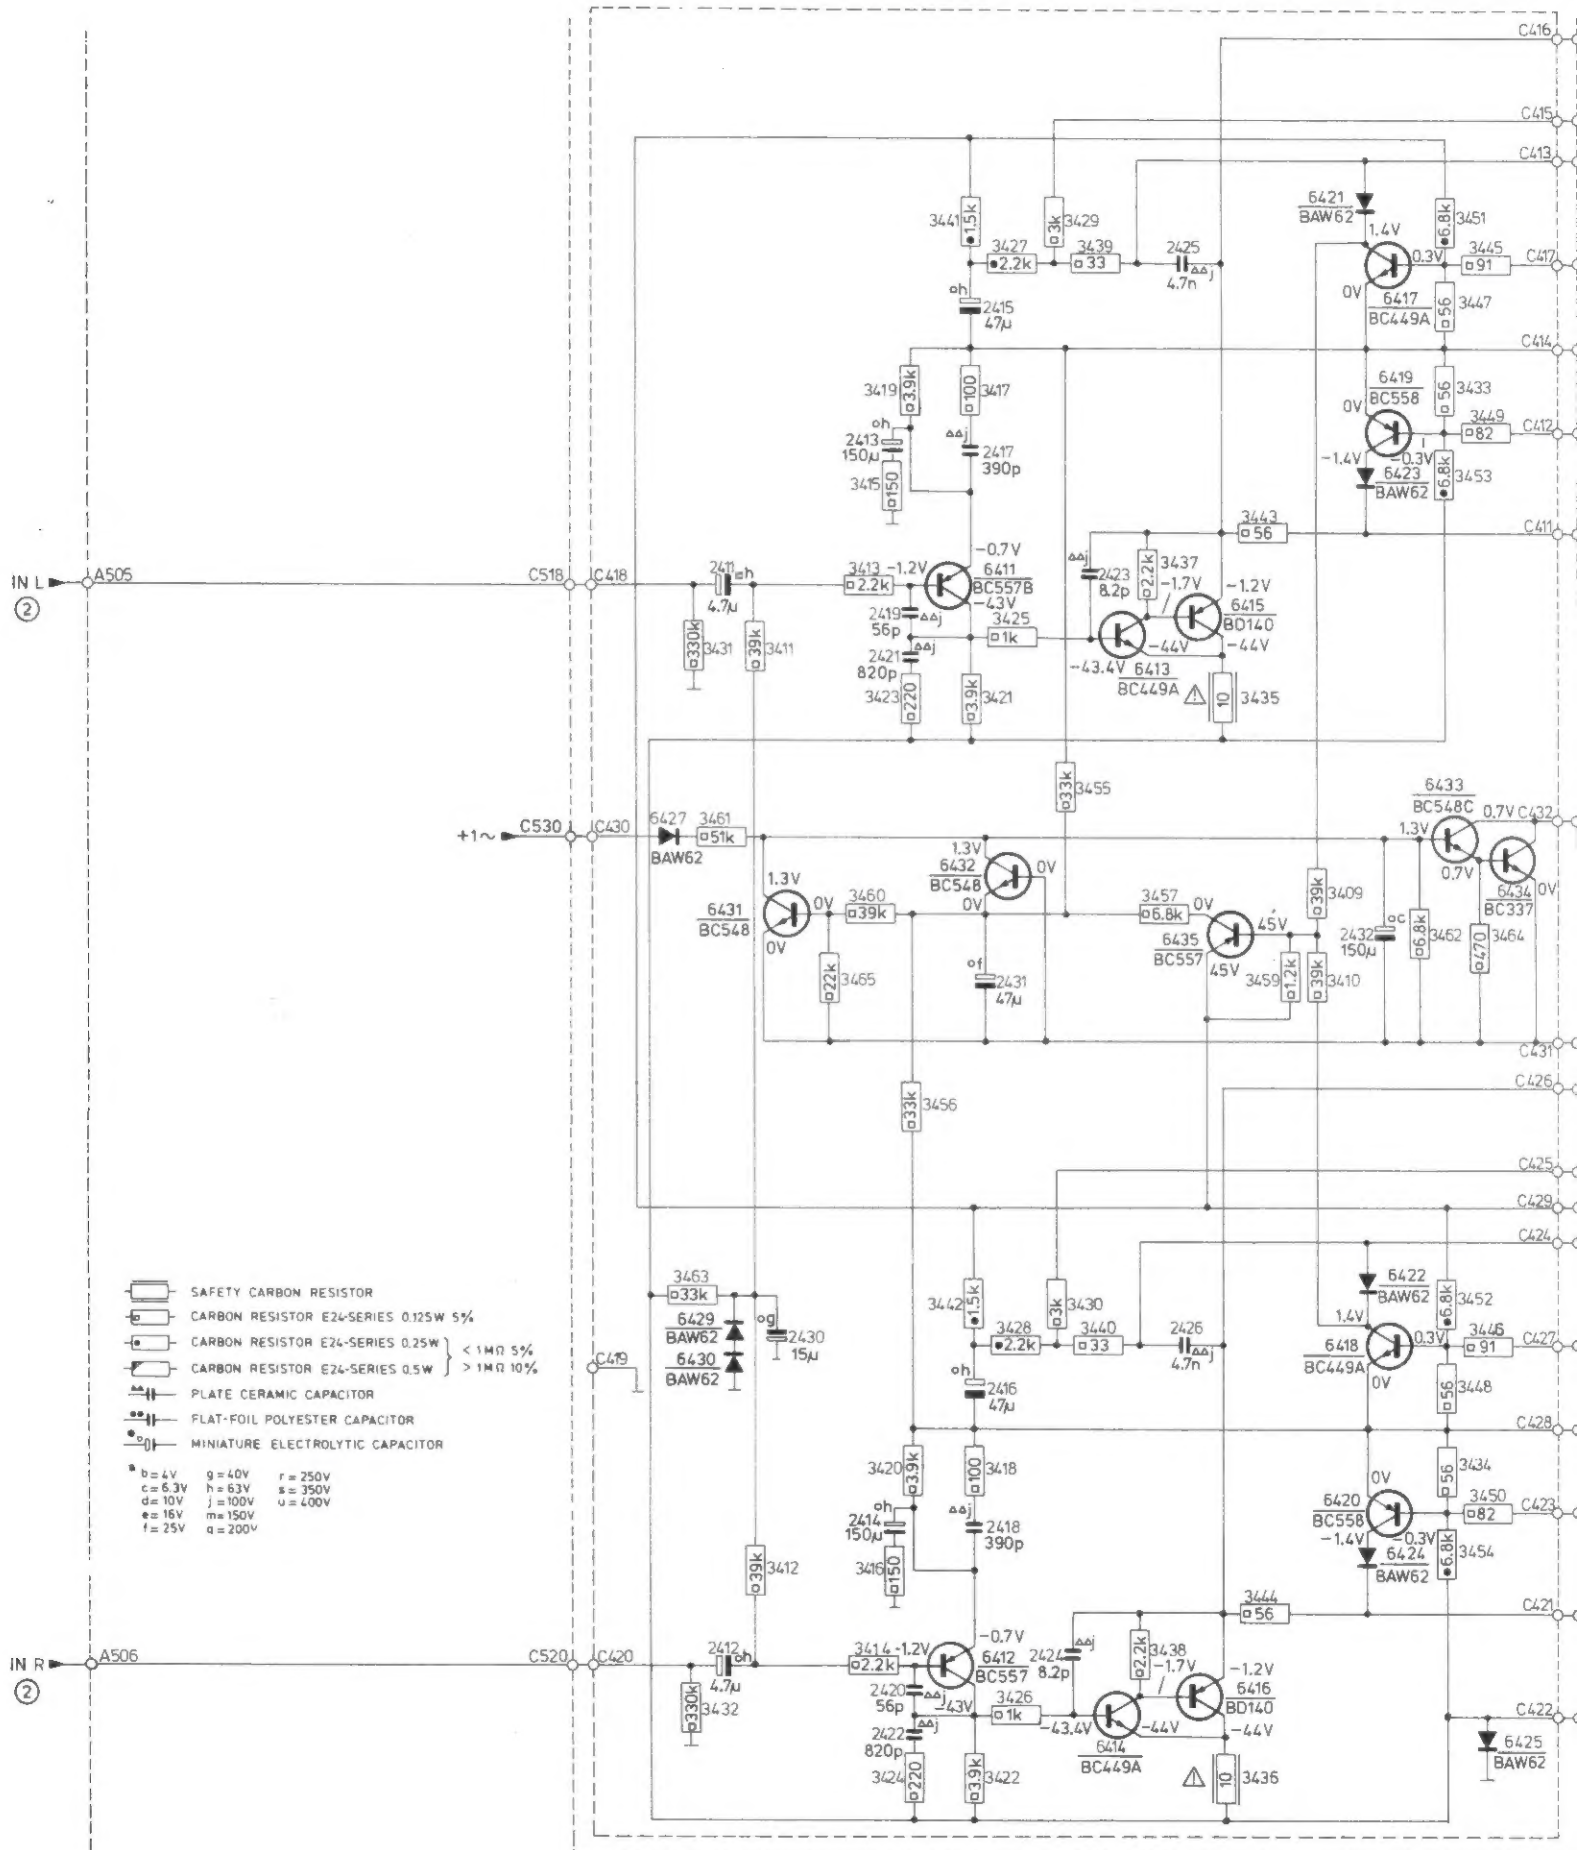 C416
C415
C413
6421
BAW62
3441
1.5k
3k
3429
6.8k
3451
3427
2.2k
3439
33
2425
4.7n
△△j
1.4V
0.3V
3445
91
C417
oh
2415
47µ
0V
6417
BC449A
56
3447
C414
3419
3.9k
100
3417
6419
BC558
0V
56
3433
3449
82
C412
oh
2413
150µ
△△j
2417
390p
-1.4V
-0.3V
6423
BAW62
6.8k
3453
3415
150
3443
56
C411
-0.7V
△△j
2423
8.2p
2.2k
3437
-1.7V
-1.2V
IN L
A505
C518
C418
2411
4.7µ
3413
2.2k
-1.2V
6411
BC557B
-43V
6415
BD140
2
2419
56p
△△j
3425
1k
-44V
-44V
330k
3431
39k
3411
2421
820p
△△j
-43.4V
6413
BC449A
3423
220
3.9k
3421
10
3435
33k
3455
6433
BC548C
0.7V
C432
+1~
C530
C430
6427
BAW62
3461
51k
1.3V
1.3V
6432
BC548
0V
0.7V
0V
6434
BC337
1.3V
6431
BC548
0V
0V
3460
39k
0V
3457
6.8k
0V
39k
3409
45V
6435
BC557
45V
oc
2432
150µ
6.8k
3462
470
3464
22k
3465
of
2431
47µ
3459
1.2k
39k
3410
C431
C426
33k
3456
C425
C429
C424
3463
33k
6429
BAW62
6430
BAW62
og
2430
15µ
C419
3442
1.5k
3k
3430
6422
BAW62
6.8k
3452
3428
2.2k
3440
33
2426
4.7n
△△j
1.4V
0.3V
3446
91
C427
6418
BC449A
0V
oh
2416
47µ
56
3448
C428
SAFETY CARBON RESISTOR
CARBON RESISTOR E24-SERIES 0.125W 5%
CARBON RESISTOR E24-SERIES 0.25W
< 1MΩ 5%
CARBON RESISTOR E24-SERIES 0.5W
> 1MΩ 10%
PLATE CERAMIC CAPACITOR
FLAT-FOIL POLYESTER CAPACITOR
MINIATURE ELECTROLYTIC CAPACITOR
b = 4V g = 40V r = 250V
c = 6.3V h = 63V s = 350V
d = 10V j = 100V u = 400V
e = 16V m = 150V
f = 25V q = 200V
3420
3.9k
100
3418
0V
56
3434
6420
BC558
3450
82
C423
oh
2414
150µ
△△j
2418
390p
-1.4V
-0.3V
6424
BAW62
6.8k
3454
39k
3412
3416
150
3444
56
C421
-0.7V
△△j
2424
8.2p
2.2k
3438
-1.7V
-1.2V
IN R
A506
C520
C420
2412
oh
4.7µ
3414
2.2k
-1.2V
6412
BC557
6416
BD140
2
2420
56p
△△j
-43V
3426
1k
-43.4V
-44V
-44V
C422
330k
3432
2422
820p
△△j
6414
BC449A
6425
BAW62
3424
220
3.9k
3422
10
3436